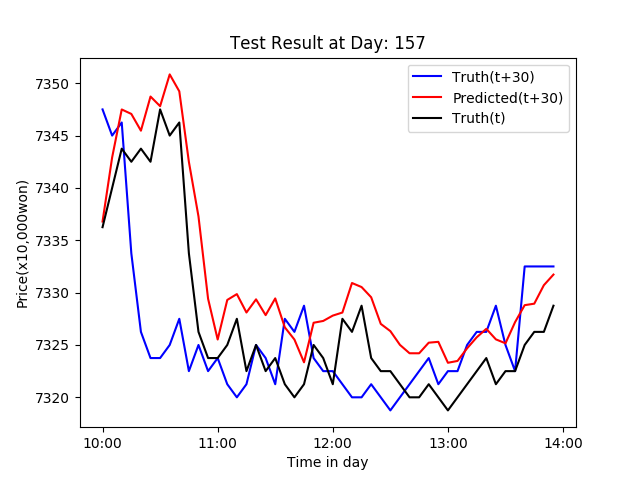 Test Result at Day: 157
Truth(t+30)
Predicted(t+30)
Truth(t)
Price(x10,000won)
7350
7345
7340
7335
7330
7325
7320
10:00 11:00 12:00 13:00 14:00
Time in day